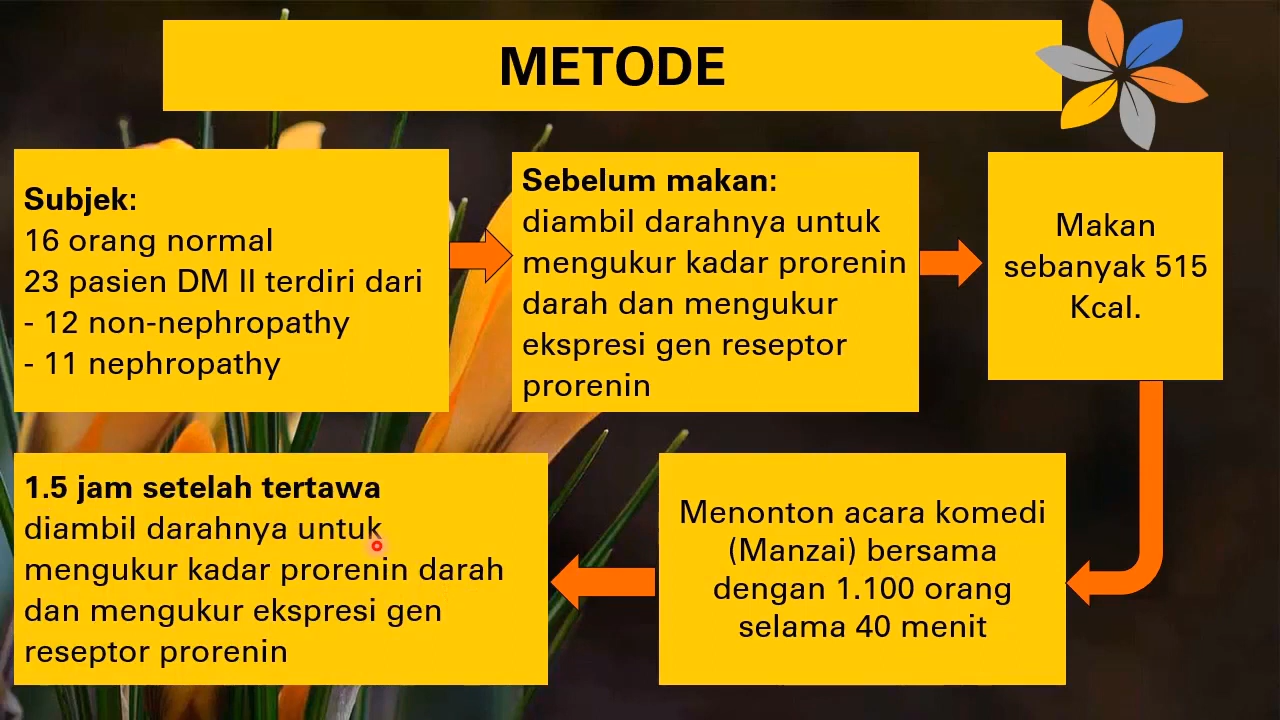 METODE
Subjek:
16 orang normal
23 pasien DM II terdiri dari
- 12 non-nephropathy
- 11 nephropathy
Sebelum makan:
diambil darahnya untuk
mengukur kadar prorenin
darah dan mengukur
ekspresi gen reseptor
prorenin
Makan
sebanyak 515
Kcal.
Menonton acara komedi
(Manzai) bersama
dengan 1.100 orang
selama 40 menit
1.5 jam setelah tertawa
diambil darahnya untuk
mengukur kadar prorenin darah
dan mengukur ekspresi gen
reseptor prorenin